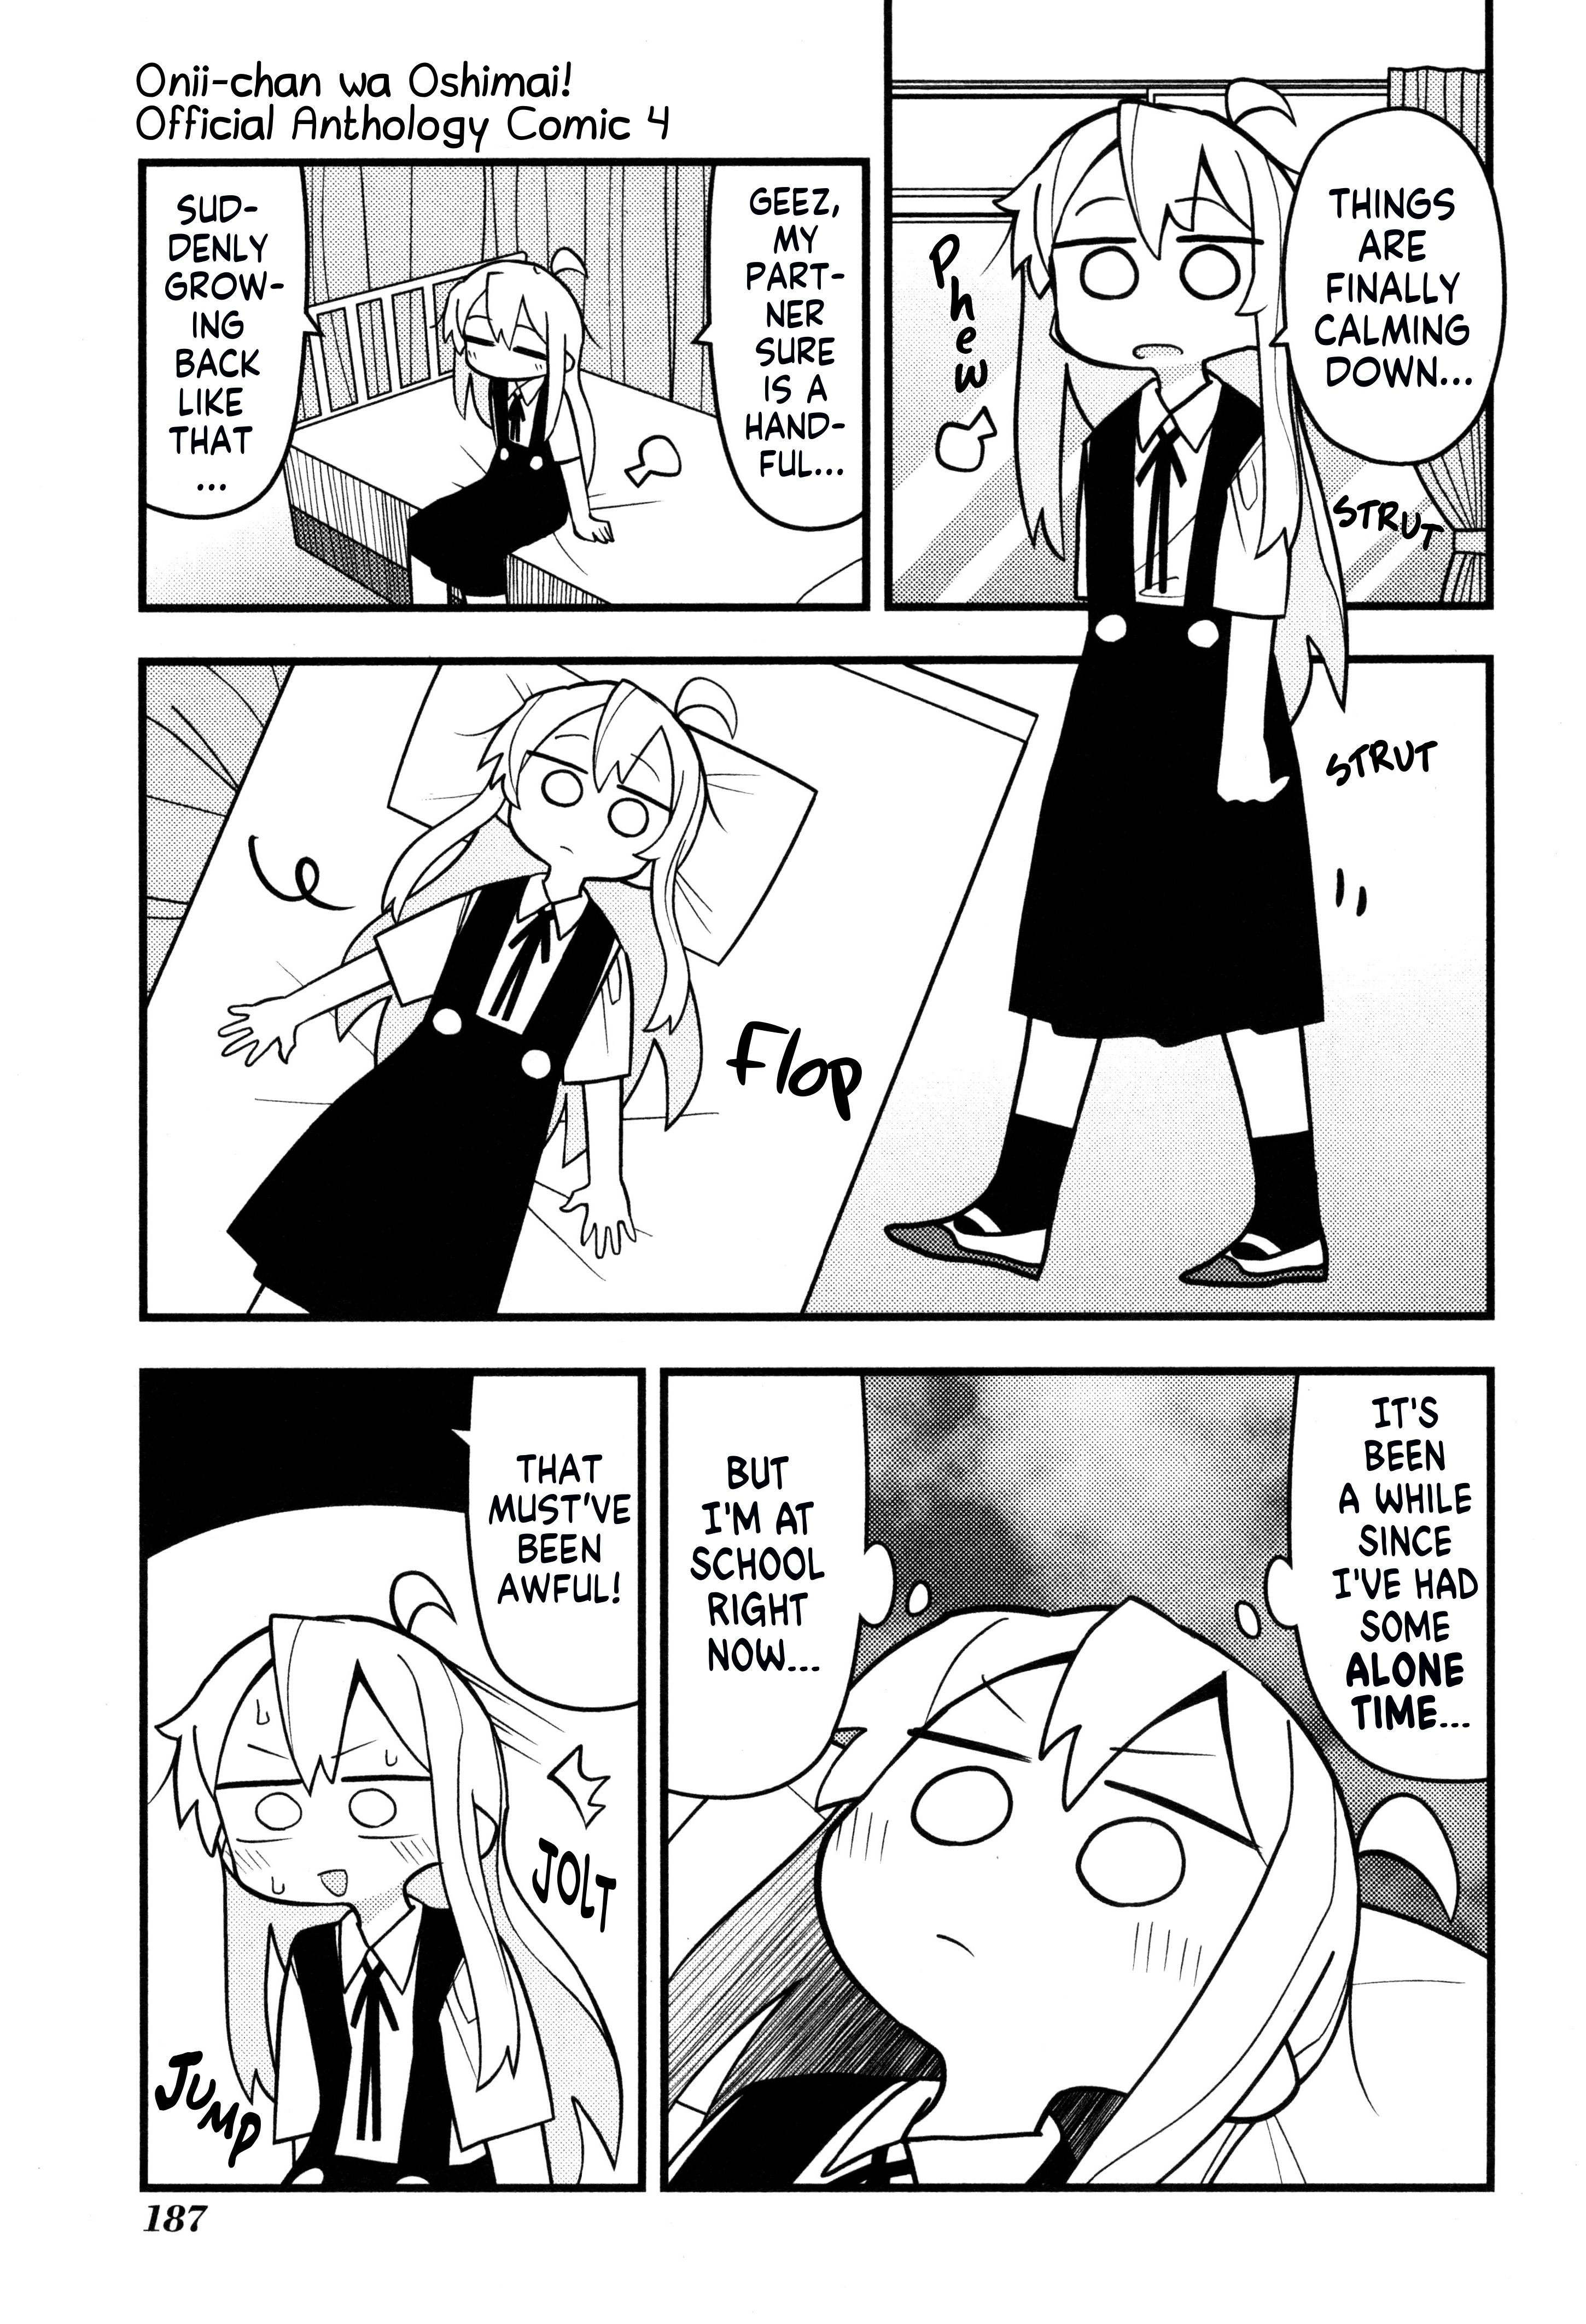 Onii-chan wa Oshimai!
Official Anthology Comic 4
THINGS
ARE
FINALLY
CALMING
DOWN...
Phew
STRUT
GEEZ,
MY
PART-
NER
SURE
IS A
HAND-
FUL...
SUD-
DENLY
GROW-
ING
BACK
LIKE
THAT
...
STRUT
Flop
IT'S
BEEN
A WHILE
SINCE
I'VE HAD
SOME
ALONE
TIME...
BUT
I'M AT
SCHOOL
RIGHT
NOW...
THAT
MUST'VE
BEEN
AWFUL!
JOLT
JUMP
187